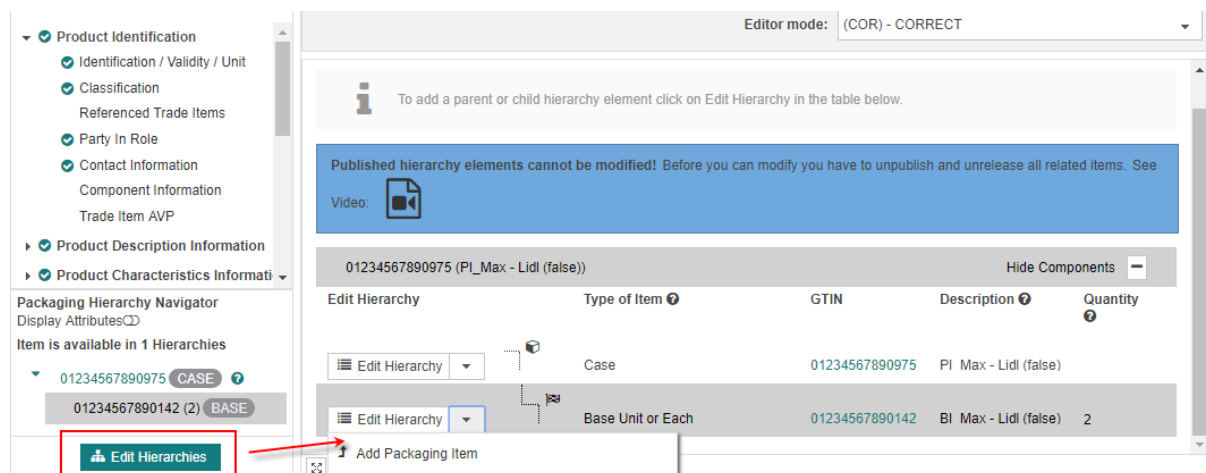 Product Identification
Identification / Validity / Unit
Classification
Referenced Trade Items
Party In Role
Contact Information
Component Information
Trade Item AVP
Product Description Information
Product Characteristics Informati
Packaging Hierarchy Navigator
Display Attributes
Item is available in 1 Hierarchies
01234567890975 CASE
01234567890142 (2) BASE
Edit Hierarchies
Editor mode: (COR) - CORRECT
To add a parent or child hierarchy element click on Edit Hierarchy in the table below.
Published hierarchy elements cannot be modified! Before you can modify you have to unpublish and unrelease all related items. See
Video:
01234567890975 (PI_Max - Lidl (false)) Hide Components
Edit Hierarchy Type of Item GTIN Description Quantity
Edit Hierarchy Case 01234567890975 PI Max - Lidl (false)
Edit Hierarchy Base Unit or Each 01234567890142 BI Max - Lidl (false) 2
Add Packaging Item